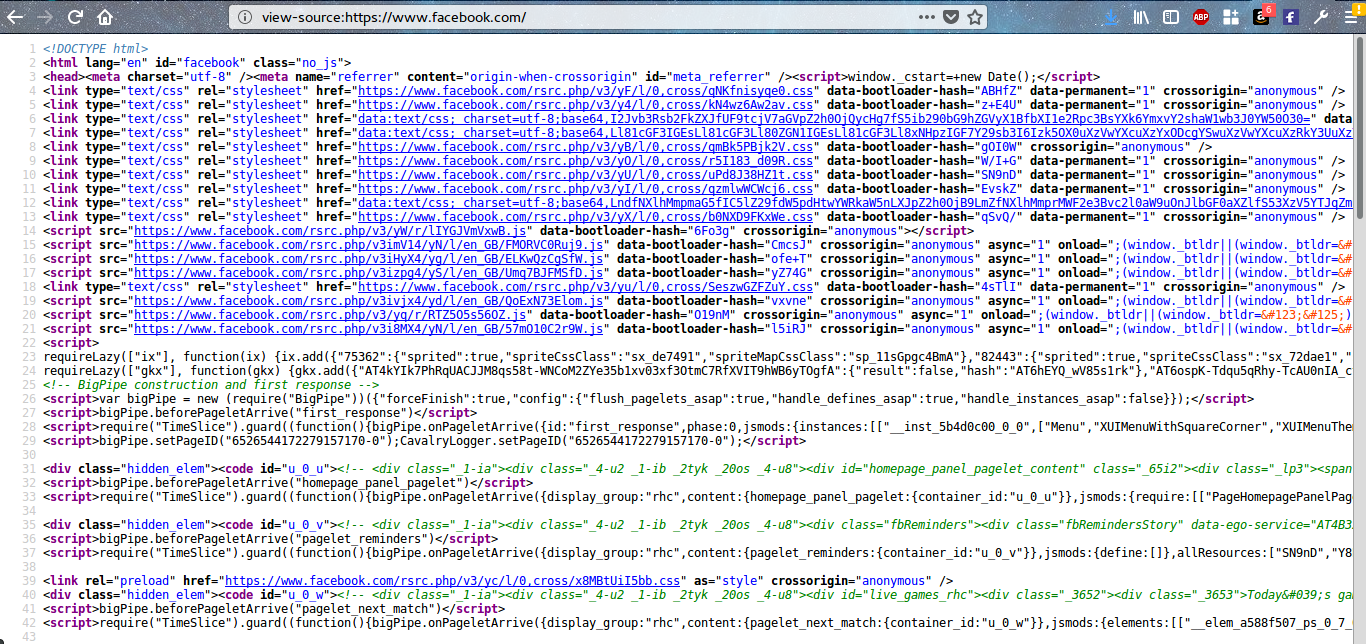 view-source:https://www.facebook.com/
ABP
6
1 <!DOCTYPE html>
2 <html lang="en" id="facebook" class="no_js">
3 <head><meta charset="utf-8" /><meta name="referrer" content="origin-when-crossorigin" id="meta_referrer" /><script>window._cstart=+new Date();</script>
4 <link type="text/css" rel="stylesheet" href="https://www.facebook.com/rsrc.php/v3/yF/l/0,cross/qNKfnisyqe0.css" data-bootloader-hash="ABHfZ" data-permanent="1" crossorigin="anonymous" />
5 <link type="text/css" rel="stylesheet" href="https://www.facebook.com/rsrc.php/v3/y4/l/0,cross/kN4wz6Aw2av.css" data-bootloader-hash="z+E4U" data-permanent="1" crossorigin="anonymous" />
6 <link type="text/css" rel="stylesheet" href="data:text/css; charset=utf-8;base64,
7 <link type="text/css" rel="stylesheet" href="data:text/css; charset=utf-8;base64,
8 <link type="text/css" rel="stylesheet" href="https://www.facebook.com/rsrc.php/v3/yB/l/0,cross/qmBk5PBjk2V.css" data-bootloader-hash="gOI0W" crossorigin="anonymous" />
9 <link type="text/css" rel="stylesheet" href="https://www.facebook.com/rsrc.php/v3/yO/l/0,cross/r5I183_d09R.css" data-bootloader-hash="W/I+G" data-permanent="1" crossorigin="anonymous" />
10 <link type="text/css" rel="stylesheet" href="https://www.facebook.com/rsrc.php/v3/yU/l/0,cross/uPd8J38HZ1t.css" data-bootloader-hash="SN9nD" data-permanent="1" crossorigin="anonymous" />
11 <link type="text/css" rel="stylesheet" href="https://www.facebook.com/rsrc.php/v3/yI/l/0,cross/qzmlwWCWcj6.css" data-bootloader-hash="EvskZ" data-permanent="1" crossorigin="anonymous" />
12 <link type="text/css" rel="stylesheet" href="data:text/css; charset=utf-8;base64,
13 <link type="text/css" rel="stylesheet" href="https://www.facebook.com/rsrc.php/v3/yX/l/0,cross/b0NXD9FKxWe.css" data-bootloader-hash="qSvQ/" data-permanent="1" crossorigin="anonymous" />
14 <script src="https://www.facebook.com/rsrc.php/v3/yW/r/lIYGJVmVxwB.js" data-bootloader-hash="6Fo3g" crossorigin="anonymous"></script>
15 <script src="https://www.facebook.com/rsrc.php/v3imV14/yN/l/en_GB/FMORVC0Ruj9.js" data-bootloader-hash="CmcsJ" crossorigin="anonymous" async="1" onload=";(window._btldr||(window._btldr=&#
16 <script src="https://www.facebook.com/rsrc.php/v3iHyX4/yg/l/en_GB/ELKwQzCgSfW.js" data-bootloader-hash="ofe+T" crossorigin="anonymous" async="1" onload=";(window._btldr||(window._btldr=&#
17 <script src="https://www.facebook.com/rsrc.php/v3izpg4/yS/l/en_GB/Umq7BJFMSfD.js" data-bootloader-hash="yZ74G" crossorigin="anonymous" async="1" onload=";(window._btldr||(window._btldr=&#
18 <link type="text/css" rel="stylesheet" href="https://www.facebook.com/rsrc.php/v3/yu/l/0,cross/SeszwGZFZuY.css" data-bootloader-hash="4sTlI" data-permanent="1" crossorigin="anonymous" />
19 <script src="https://www.facebook.com/rsrc.php/v3ivjx4/yd/l/en_GB/QoExN73Elom.js" data-bootloader-hash="vxvne" crossorigin="anonymous" async="1" onload=";(window._btldr||(window._btldr=&#
20 <script src="https://www.facebook.com/rsrc.php/v3/yq/r/RTZ5O5s56OZ.js" data-bootloader-hash="O19nM" crossorigin="anonymous" async="1" onload=";(window._btldr||(window._btldr=&#123;&#125;)
21 <script src="https://www.facebook.com/rsrc.php/v3i8MX4/yN/l/en_GB/57mO10C2r9W.js" data-bootloader-hash="l5iRJ" crossorigin="anonymous" async="1" onload=";(window._btldr||(window._btldr=&#
22 <script>
23 requireLazy(["ix"], function(ix) {ix.add({"75362":{"sprited":true,"spriteCssClass":"sx_de7491","spriteMapCssClass":"sp_11sGpgc4BmA"},"82443":{"sprited":true,"spriteCssClass":"sx_72dae1","
24 requireLazy(["gkx"], function(gkx) {gkx.add({"AT4kYIk7PhRqUACJJM8qs58t-WNCoM2ZYe35b1xv03xf3OtmC7RfXVIT9hWB6yTOgfA":{"result":false,"hash":"AT6hEYQ_wV85s1rk"},"AT6ospK-Tdqu5qRhy-TcAU0nIA_c
25 <!-- BigPipe construction and first response -->
26 <script>var bigPipe = new (require("BigPipe"))({"forceFinish":true,"config":{"flush_pagelets_asap":true,"handle_defines_asap":true,"handle_instances_asap":false}});</script>
27 <script>bigPipe.beforePageletArrive("first_response")</script>
28 <script>require("TimeSlice").guard((function(){bigPipe.onPageletArrive({id:"first_response",phase:0,jsmods:{instances:[["__inst_5b4d0c00_0_0",["Menu","XUIMenuWithSquareCorner","XUIMenuThe
29 <script>bigPipe.setPageID("6526544172279157170-0");CavalryLogger.setPageID("6526544172279157170-0");</script>
30
31 <div class="hidden_elem"><code id="u_0_u"><!-- <div class="_1-ia"><div class="_4-u2 _1-ib _2tyk _20os _4-u8"><div id="homepage_panel_pagelet_content" class="_65i2"><div class="_lp3"><span
32 <script>bigPipe.beforePageletArrive("homepage_panel_pagelet")</script>
33 <script>require("TimeSlice").guard((function(){bigPipe.onPageletArrive({display_group:"rhc",content:{homepage_panel_pagelet:{container_id:"u_0_u"}},jsmods:{require:[["PageHomepagePanelPag
34
35 <div class="hidden_elem"><code id="u_0_v"><!-- <div class="_1-ia"><div class="_4-u2 _1-ib _2tyk _20os _4-u8"><div class="fbReminders"><div class="fbRemindersStory" data-ego-service="AT4B3
36 <script>bigPipe.beforePageletArrive("pagelet_reminders")</script>
37 <script>require("TimeSlice").guard((function(){bigPipe.onPageletArrive({display_group:"rhc",content:{pagelet_reminders:{container_id:"u_0_v"}},jsmods:{define:[]},allResources:["SN9nD","Y8
38
39 <link rel="preload" href="https://www.facebook.com/rsrc.php/v3/yc/l/0,cross/x8MBtUiI5bb.css" as="style" crossorigin="anonymous" />
40 <div class="hidden_elem"><code id="u_0_w"><!-- <div class="_1-ia"><div class="_4-u2 _1-ib _2tyk _20os _4-u8"><div id="live_games_rhc"><div class="_3652"><div class="_3653">Today&#039;s ga
41 <script>bigPipe.beforePageletArrive("pagelet_next_match")</script>
42 <script>require("TimeSlice").guard((function(){bigPipe.onPageletArrive({display_group:"rhc",content:{pagelet_next_match:{container_id:"u_0_w"}},jsmods:{elements:[["__elem_a588f507_ps_0_7_
43